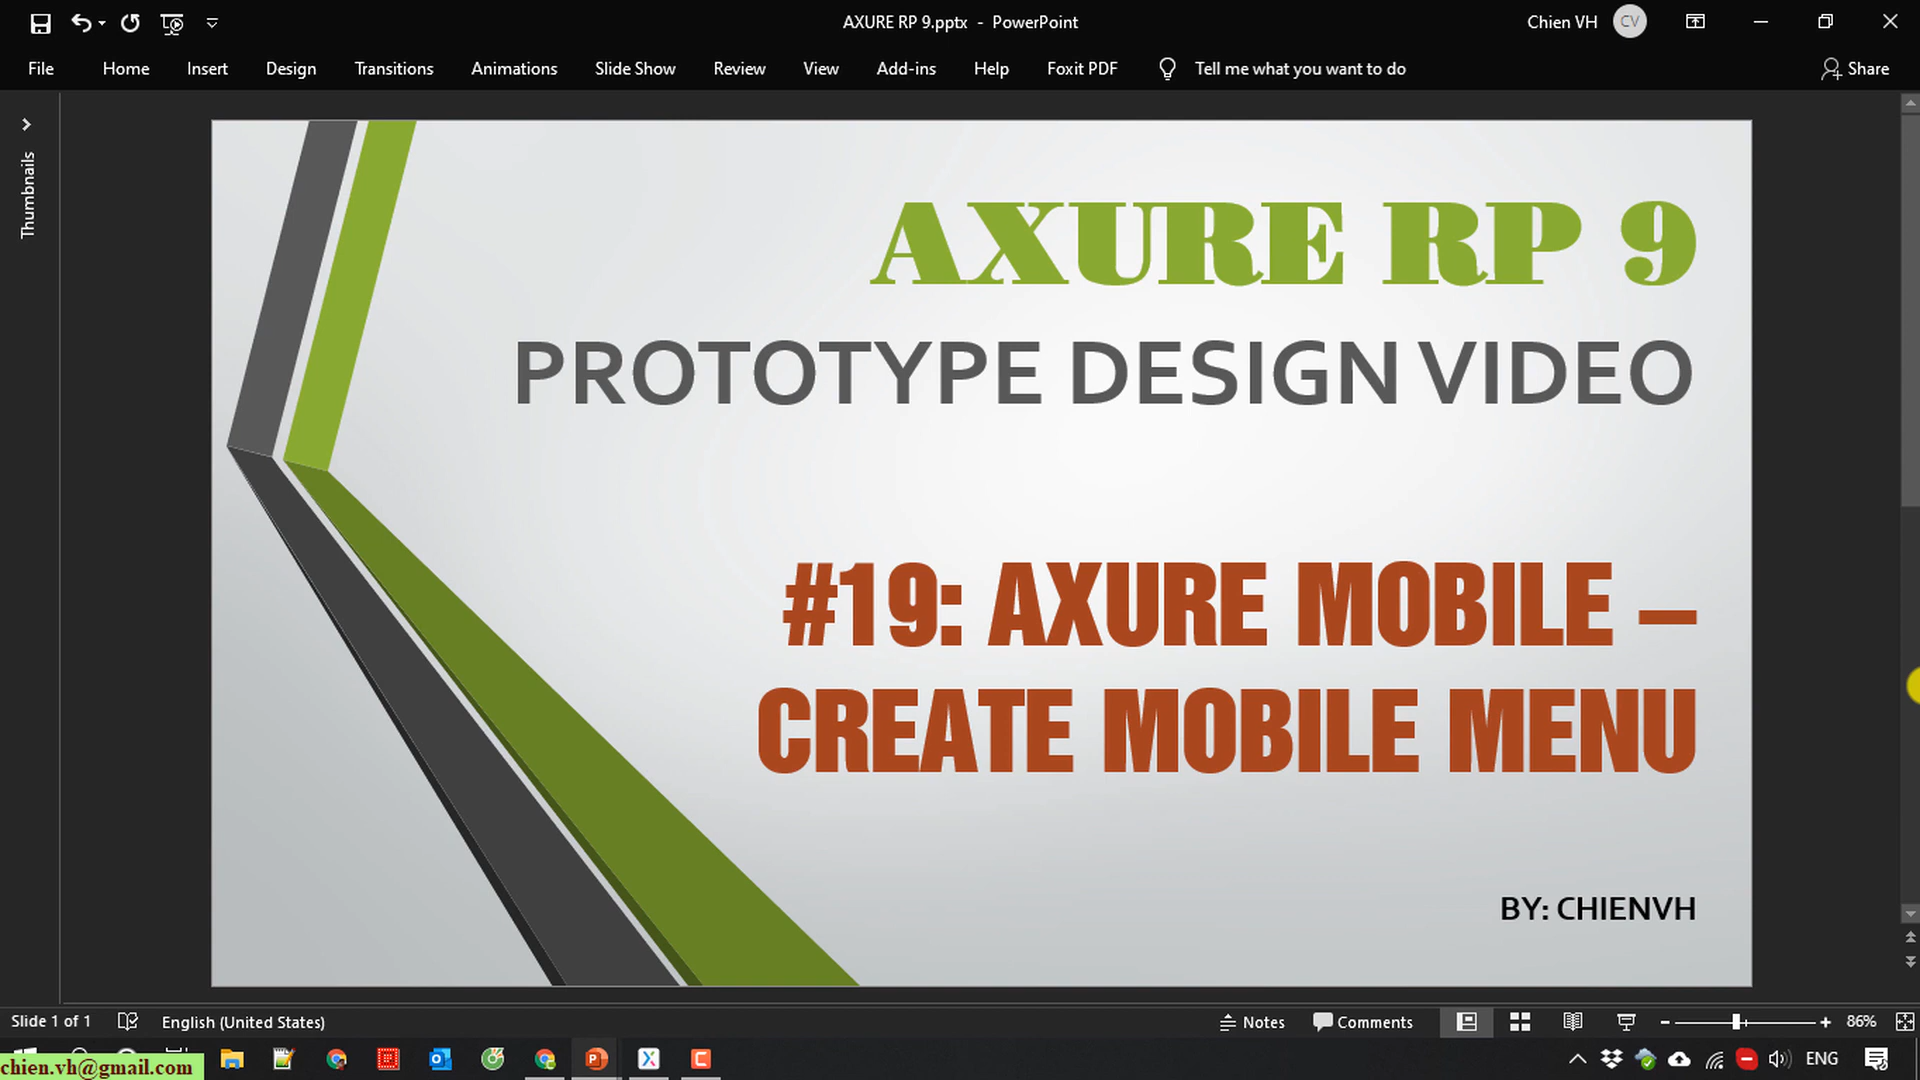 AXURE RP 9.pptx - PowerPoint
Chien VH
CV
File
Home
Insert
Design
Transitions
Animations
Slide Show
Review
View
Add-ins
Help
Foxit PDF
Tell me what you want to do
Share
Thumbnails
AXURE RP 9
PROTOTYPE DESIGN VIDEO
#19: AXURE MOBILE –
CREATE MOBILE MENU
BY: CHIENVH
Slide 1 of 1
English (United States)
Notes
Comments
86%
chien.vh@gmail.com
ENG